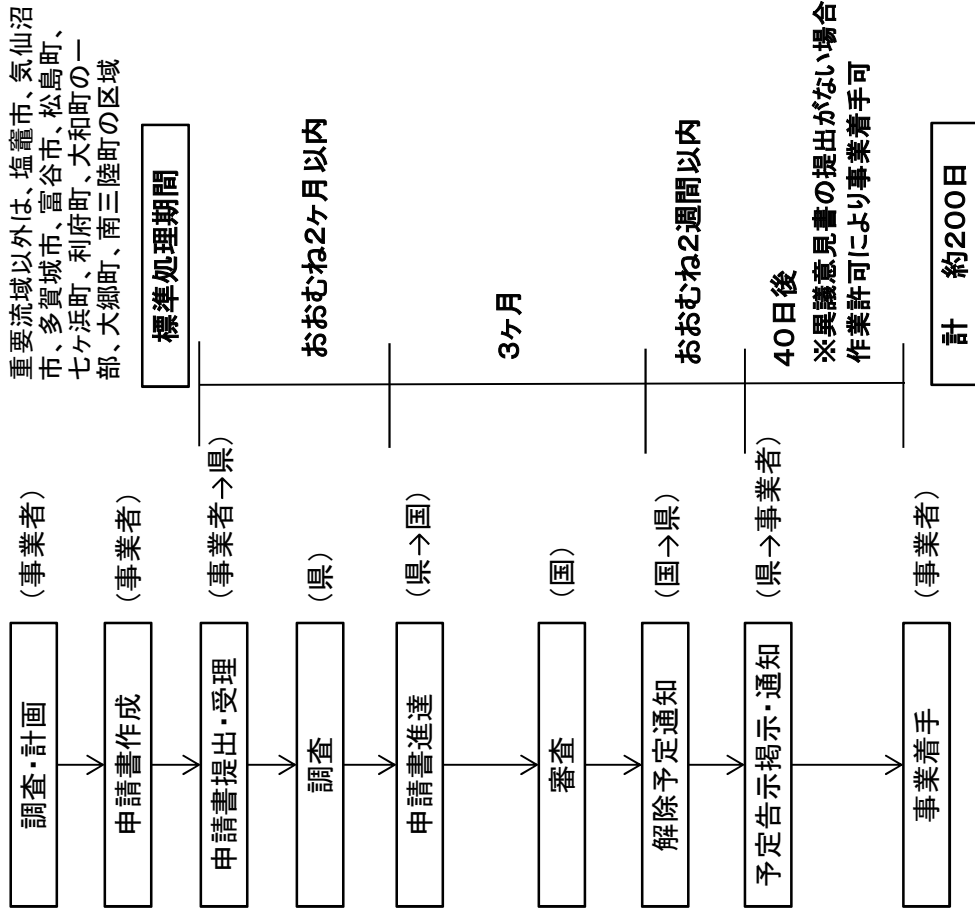 重要流域以外は、塩竈市、気仙沼
市、多賀城市、富谷市、松島町、
七ヶ浜町、利府町、大和町の一
部、大郷町、南三陸町の区域
標準処理期間
調査・計画
(事業者)
申請書作成
(事業者)
申請書提出・受理
(事業者→県)
おおむね2ヶ月以内
調査
(県)
申請書進達
(県→国)
3ヶ月
審査
(国)
解除予定通知
(国→県)
おおむね2週間以内
予定告示掲示・通知
(県→事業者)
40日後
※異議意見書の提出がない場合
作業許可により事業着手可
事業着手
(事業者)
計 約200日